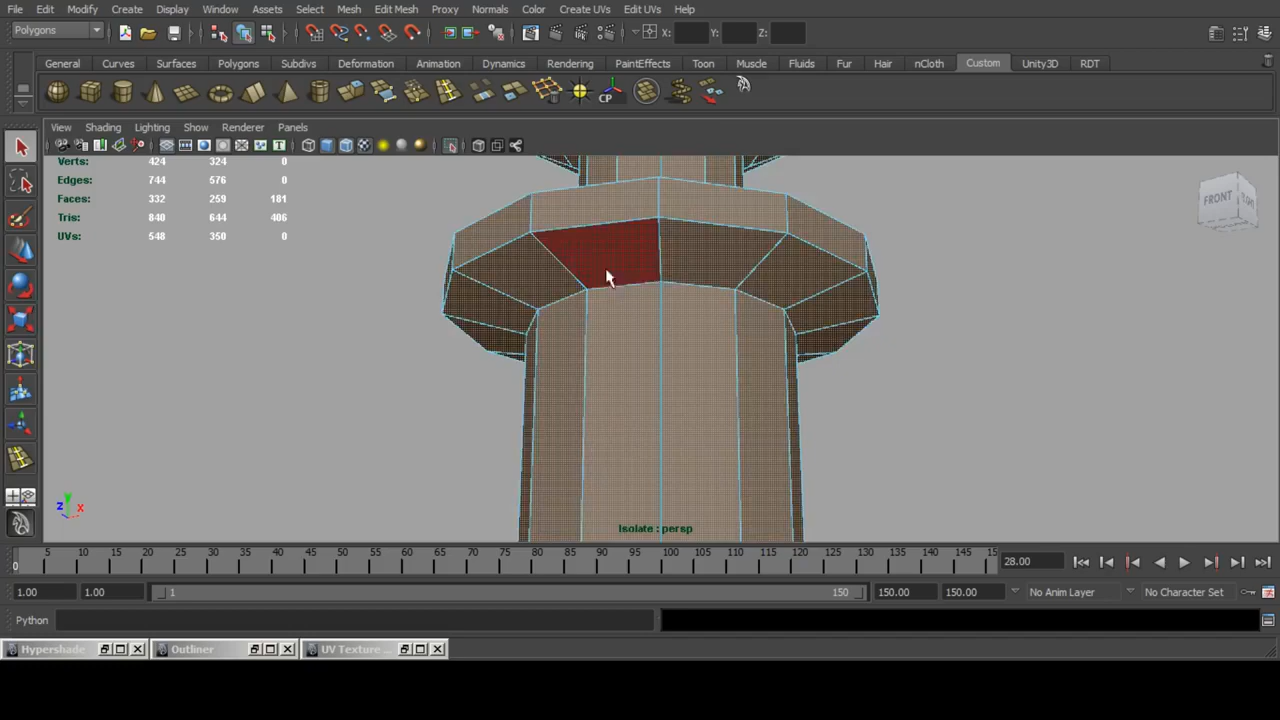 File Edit Modify Create Display Window Assets Select Mesh Edit Mesh Proxy Normals Color Create UVs Edit UVs Help
Polygons X: Y: Z:
General Curves Surfaces Polygons Subdivs Deformation Animation Dynamics Rendering PaintEffects Toon Muscle Fluids Fur Hair nCloth Custom Unity3D RDT
CP
View Shading Lighting Show Renderer Panels
Verts: 424 324 0
Edges: 744 576 0
Faces: 332 259 181
Tris: 840 644 406
UVs: 548 350 0
FRONT
y
z x
Isolate : persp
0 5 10 15 20 25 30 35 40 45 50 55 60 65 70 75 80 85 90 95 100 105 110 115 120 125 130 135 140 145 15 28.00
1.00 1.00 1 150 150.00 150.00 No Anim Layer No Character Set
Python
Hypershade Outliner UV Texture ...